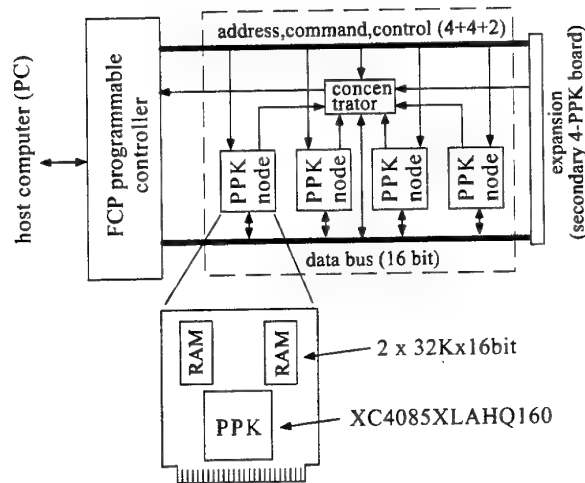 address,command,control (4+4+2)
host computer (PC)
FCP programmable
controller
concen
trator
PPK
node
PPK
node
PPK
node
PPK
node
expansion
(secondary 4-PPK board)
data bus (16 bit)
RAM
RAM
2 x 32Kx16bit
PPK
XC4085XLAHQ160